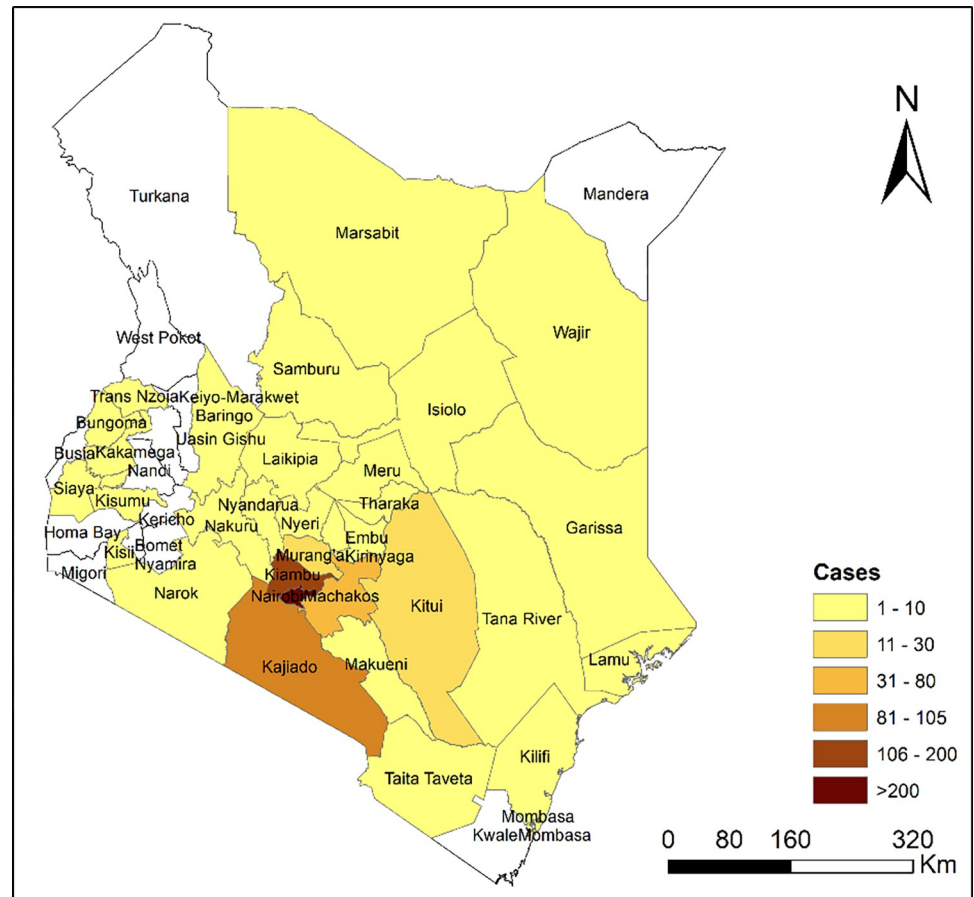 N
Turkana
Mandera
Marsabit
Wajir
West Pokot
Samburu
Trans Nzoia
Keiyo-Marakwet
Isiolo
Baringo
Bungoma
Uasin Gishu
Busia
Kakamega
Laikipia
Nandi
Meru
Siaya
Kisumu
Tharaka
Nyandarua
Kericho
Nakuru
Nyeri
Garissa
Homa Bay
Embu
Kisii
Bomet
Murang'a
Kirinyaga
Nyamira
Migori
Kiambu
Narok
Nairobi
Machakos
Kitui
Tana River
Kajiado
Makueni
Lamu
Kilifi
Taita Taveta
Mombasa
Kwale
Mombasa
Cases
1 - 10
11 - 30
31 - 80
81 - 105
106 - 200
>200
0 80 160 320
Km